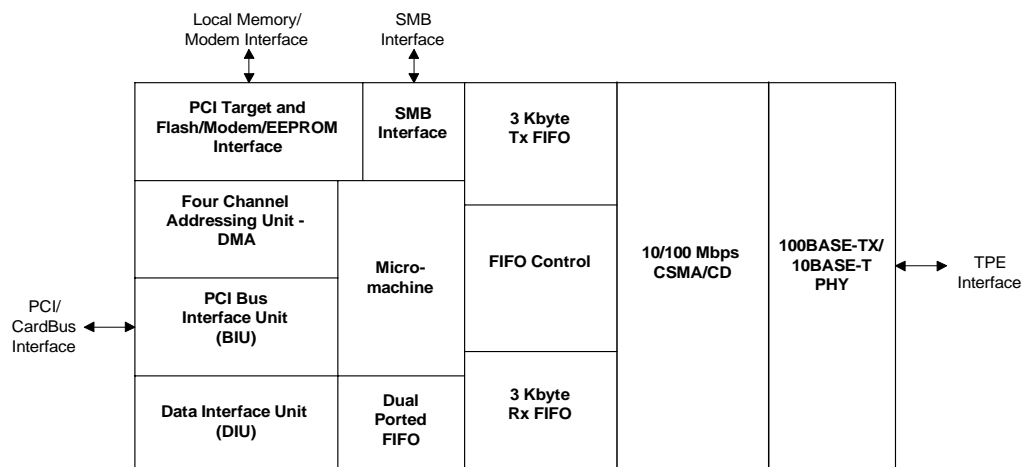 Local Memory/
Modem Interface
SMB
Interface
PCI Target and
Flash/Modem/EEPROM
Interface
SMB
Interface
3 Kbyte
Tx FIFO
Four Channel
Addressing Unit -
DMA
Micro-
machine
FIFO Control
10/100 Mbps
CSMA/CD
100BASE-TX/
10BASE-T
PHY
TPE
Interface
PCI/
CardBus
Interface
PCI Bus
Interface Unit
(BIU)
Data Interface Unit
(DIU)
Dual
Ported
FIFO
3 Kbyte
Rx FIFO